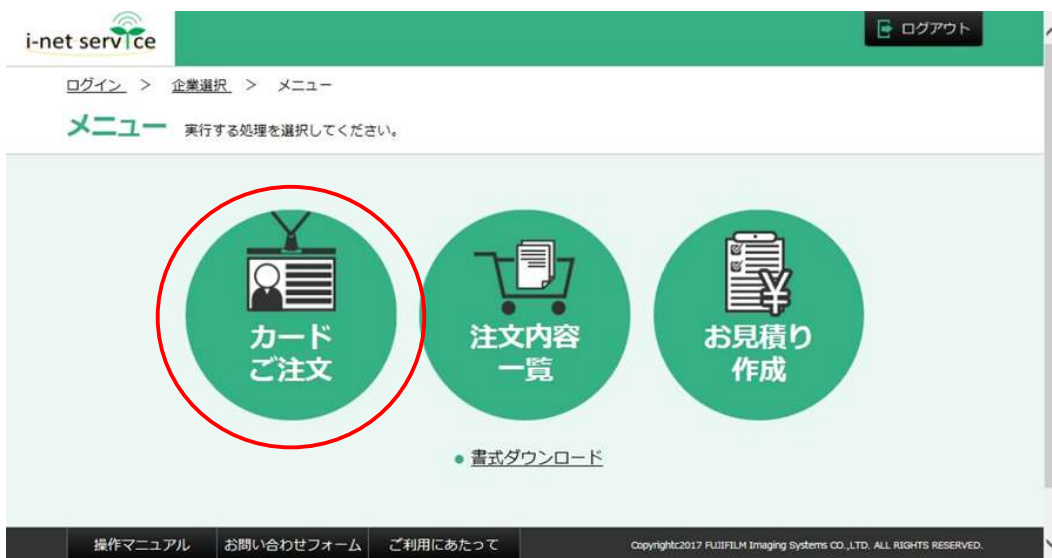 i-net service
ログアウト
ログイン > 企業選択 > メニュー
メニュー 実行する処理を選択してください。
カード
ご注文
注文内容
一覧
お見積り
作成
書式ダウンロード
操作マニュアル お問い合わせフォーム ご利用にあたって Copyrightc2017 FUJIFILM Imaging Systems CO.,LTD. ALL RIGHTS RESERVED.